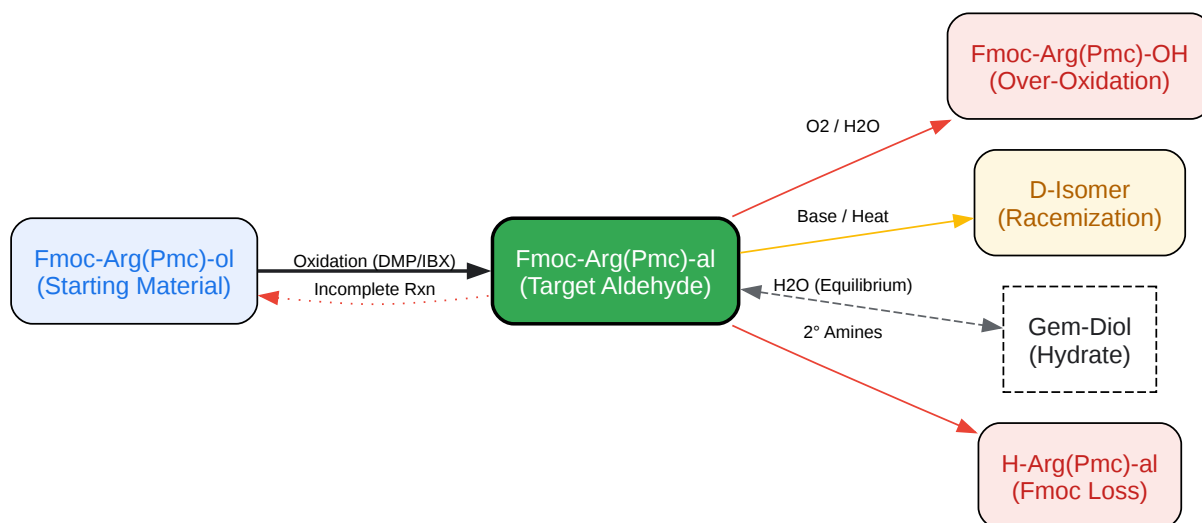 Fmoc-Arg(Pmc)-ol
(Starting Material)
Oxidation (DMP/IBX)
Incomplete Rxn
Fmoc-Arg(Pmc)-al
(Target Aldehyde)
O2 / H2O
Base / Heat
H2O (Equilibrium)
2° Amines
Fmoc-Arg(Pmc)-OH
(Over-Oxidation)
D-Isomer
(Racemization)
Gem-Diol
(Hydrate)
H-Arg(Pmc)-al
(Fmoc Loss)